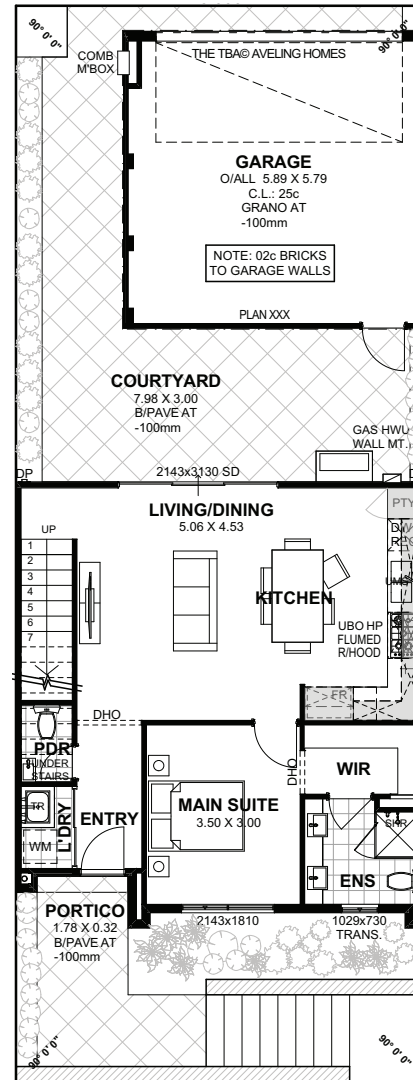 90° 0' 0"
90° 0' 0"
COMB
M'BOX
THE TBA© AVELING HOMES
GARAGE
O/ALL 5.89 X 5.79
C.L.: 25c
GRANO AT
-100mm
NOTE: 02c BRICKS
TO GARAGE WALLS
PLAN XXX
COURTYARD
7.98 X 3.00
B/PAVE AT
-100mm
GAS HWU
WALL MT.
DP
2143x3130 SD
LIVING/DINING
5.06 X 4.53
PTY
UP
1
2
3
4
5
6
7
KITCHEN
UBO HP
FLUMED
R/HOOD
FR
DHO
PDR
UNDER
STAIRS
DHO
WIR
MAIN SUITE
3.50 X 3.00
TR
WM
L'DRY
ENTRY
SHR
ENS
PORTICO
1.78 X 0.32
B/PAVE AT
-100mm
2143x1810
1029x730
TRANS.
90° 0' 0"
90° 0' 0"